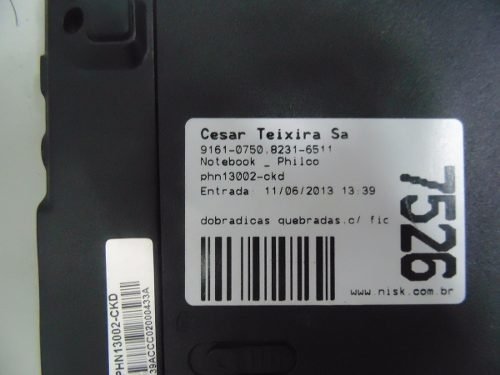 Cesar Teixira Sa
9161-0750.8231-6511
Notebook _ Philco
phn13002-ckd
Entrada 11/06/2013 13:39
dobradicas quebradas.c/ fic
7526
www.nisk.com.br
PHN13002-CKD
39ACCC02000433A